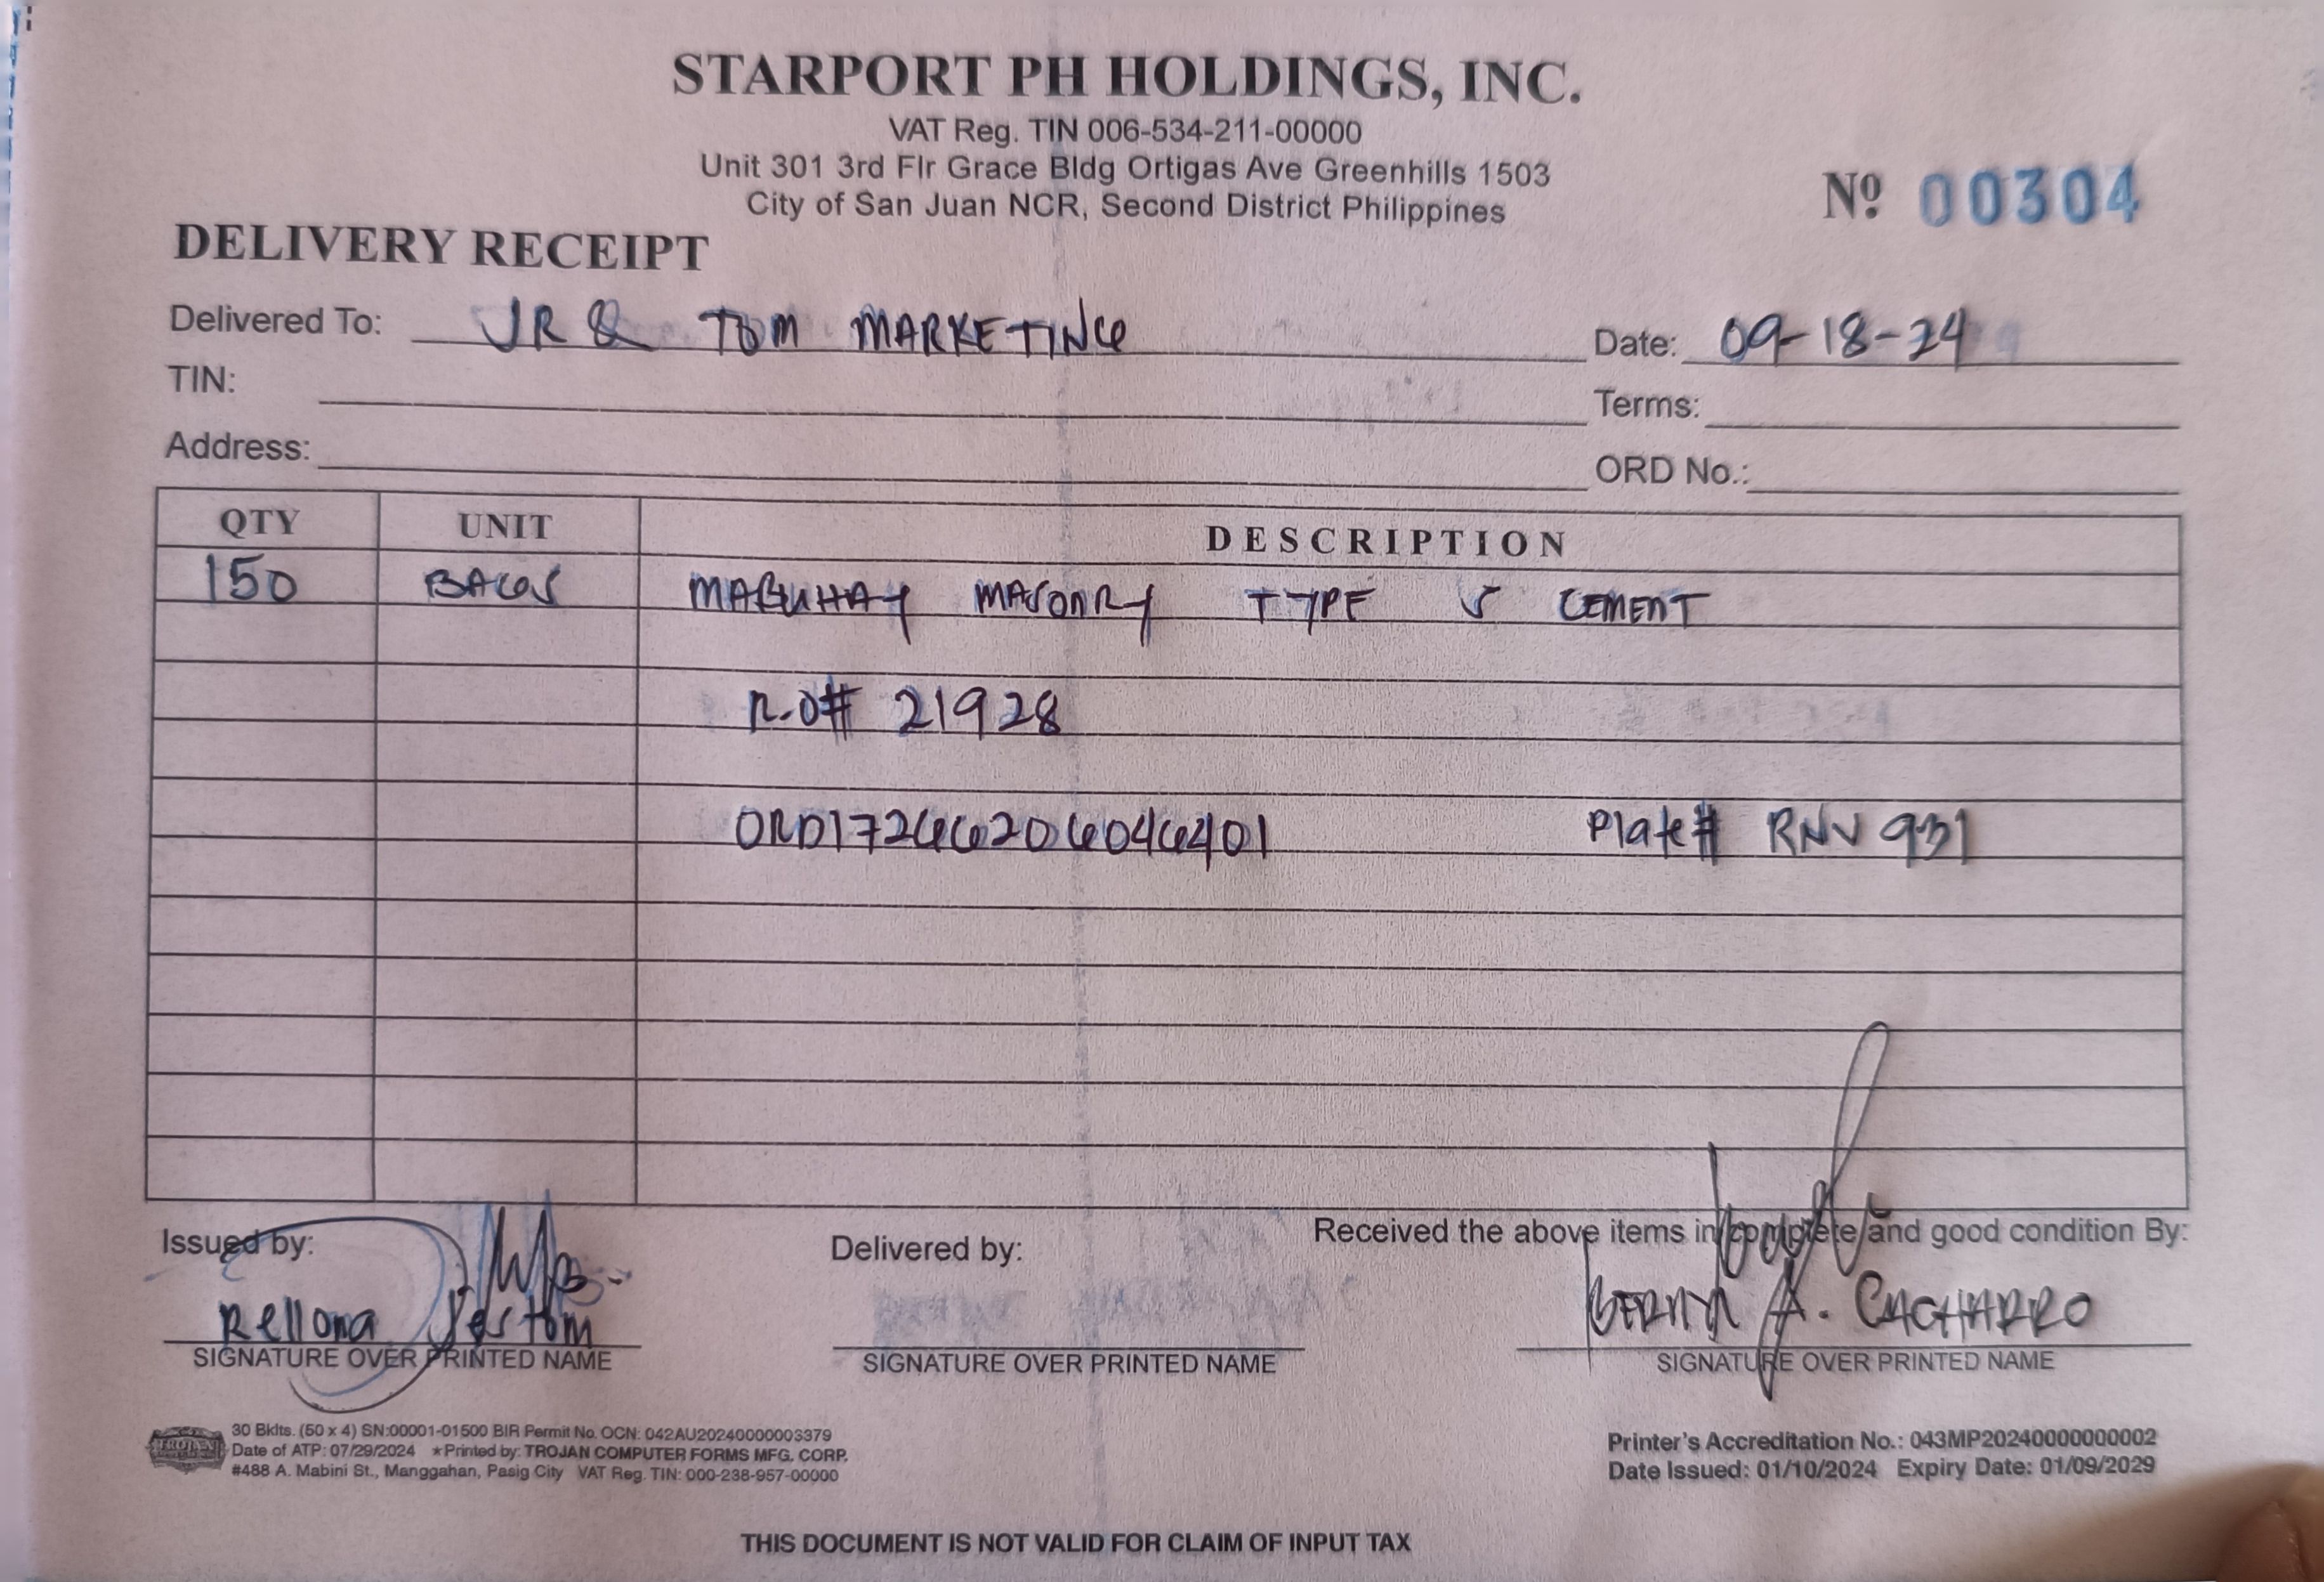 STARPORT PH HOLDINGS, INC.
VAT Reg. TIN 006-534-211-00000
Unit 301 3rd Flr Grace Bldg Ortigas Ave Greenhills 1503
City of San Juan NCR, Second District Philippines
Nº 00304
DELIVERY RECEIPT
Delivered To: JR & TOM MARKETING Date: 09-18-24
TIN: Terms:
Address: ORD No.:
QTY UNIT DESCRIPTION
150 BAGS MABUHAY MASONRY TYPE S CEMENT
R.O# 21928
ORD17266206046401 Plate# RNV 931
Issued by: Delivered by: Received the above items in complete and good condition By:
Rellona Jestom A.
SIGNATURE OVER PRINTED NAME SIGNATURE OVER PRINTED NAME SIGNATURE OVER PRINTED NAME
TROJAN
30 Bklts. (50 x 4) SN:00001-01500 BIR Permit No. OCN: 042AU20240000003379
Date of ATP: 07/29/2024 ★Printed by: TROJAN COMPUTER FORMS MFG. CORP.
#488 A. Mabini St., Manggahan, Pasig City VAT Reg. TIN: 000-238-957-00000
Printer's Accreditation No.: 043MP20240000000002
Date Issued: 01/10/2024 Expiry Date: 01/09/2029
THIS DOCUMENT IS NOT VALID FOR CLAIM OF INPUT TAX